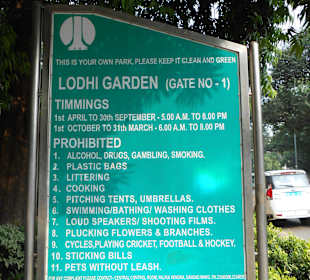 THIS IS YOUR OWN PARK, PLEASE KEEP IT CLEAN AND GREEN
LODHI GARDEN (GATE NO - 1)
TIMMINGS
1st APRIL TO 30th SEPTEMBER - 5.00 A.M. TO 8.00 PM
1st OCTOBER TO 31th MARCH - 6.00 A.M. TO 8.00 PM
PROHIBITED
1. ALCOHOL, DRUGS, GAMBLING, SMOKING.
2. PLASTIC BAGS
3. LITTERING
4. COOKING
5. PITCHING TENTS, UMBRELLAS.
6. SWIMMING/BATHING/ WASHING CLOTHES
7. LOUD SPEAKERS/ SHOOTING FILMS.
8. PLUCKING FLOWERS & BRANCHES.
9. CYCLES, PLAYING CRICKET, FOOTBALL & HOCKEY.
10. STICKING BILLS
11. PETS WITHOUT LEASH.